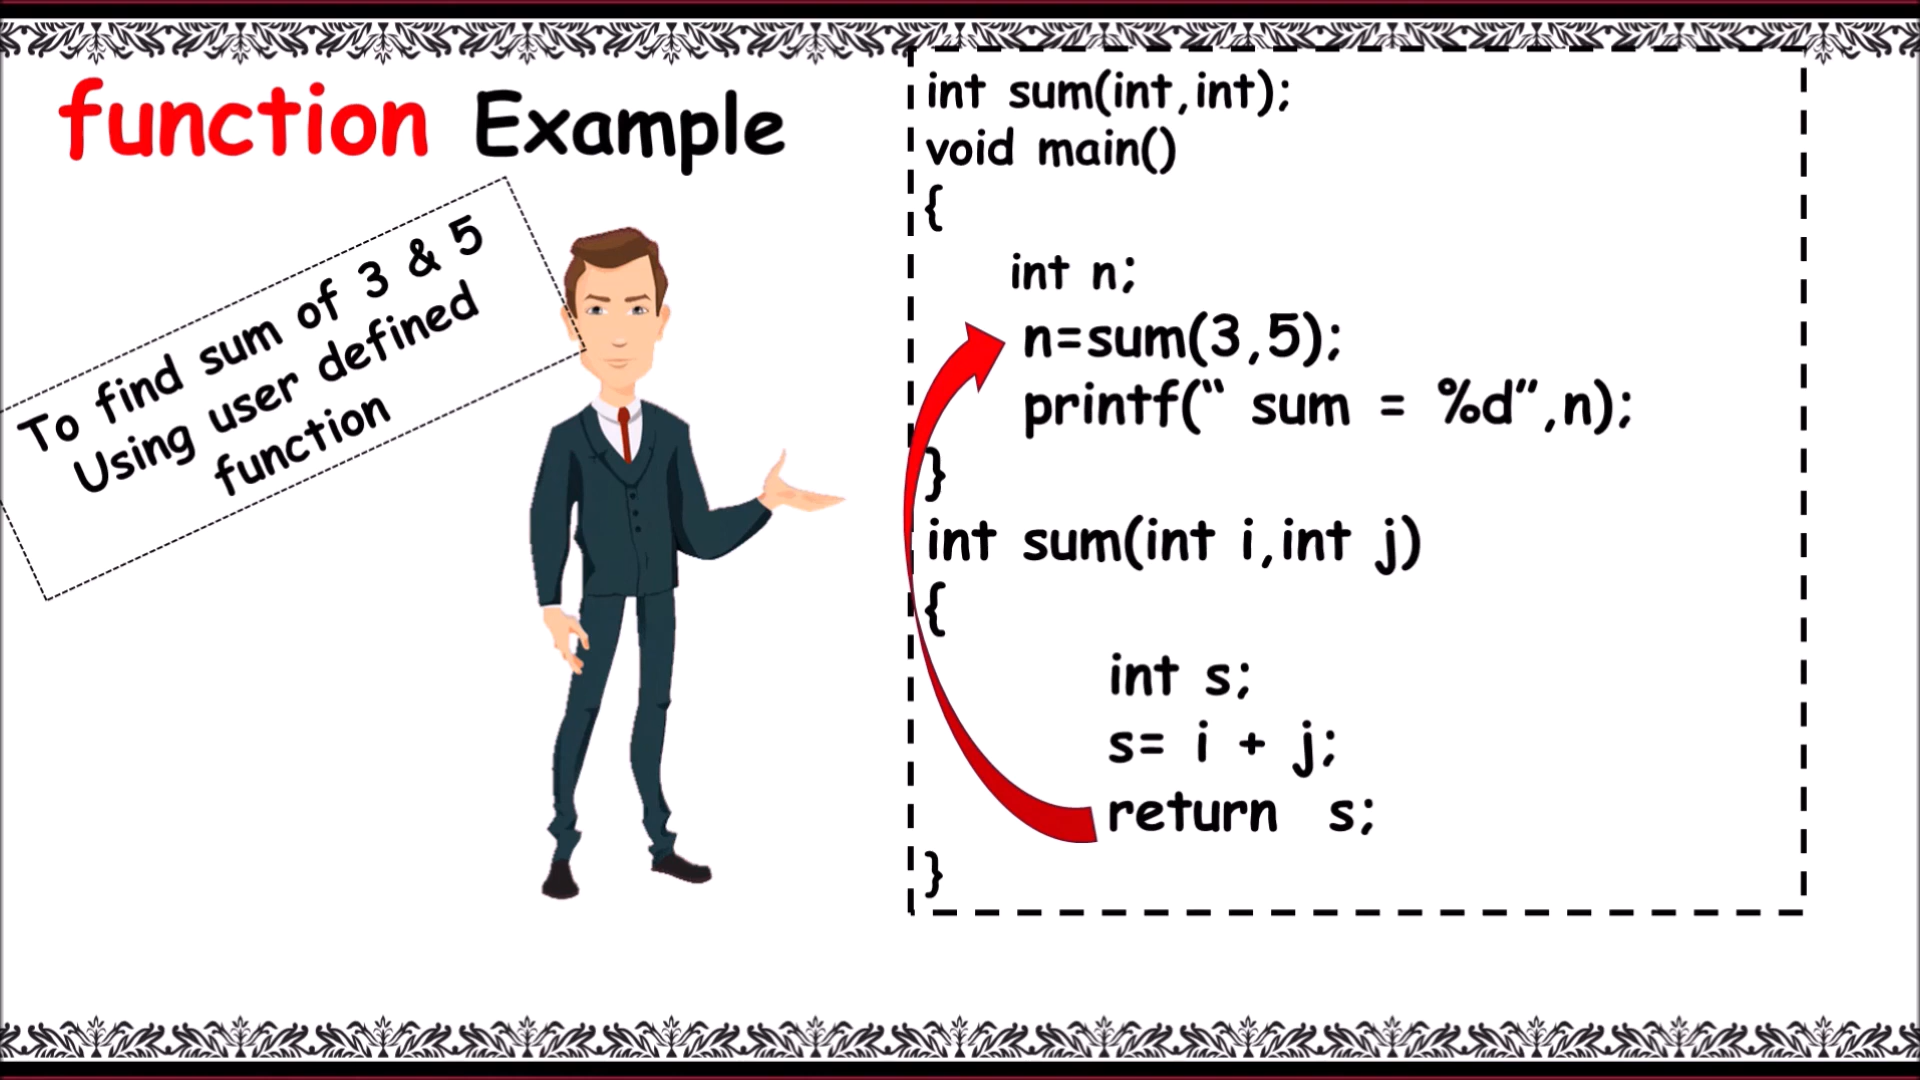 function Example
To find sum of 3 & 5
Using user defined
function
int sum(int,int);
void main()
{
int n;
n=sum(3,5);
printf(“ sum = %d”,n);
}
int sum(int i,int j)
{
int s;
s= i + j;
return s;
}